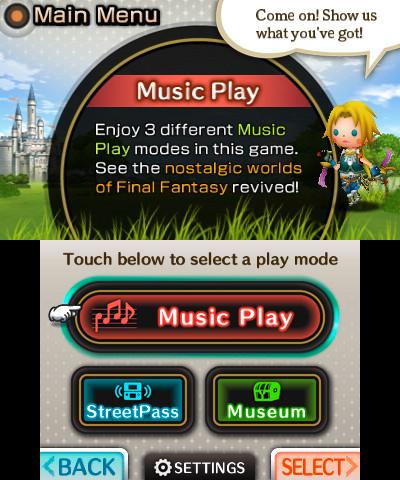 Main Menu
Come on! Show us
what you've got!
Music Play
Enjoy 3 different Music
Play modes in this game.
See the nostalgic worlds
of Final Fantasy revived!
Touch below to select a play mode
Music Play
StreetPass
Museum
BACK
SETTINGS
SELECT